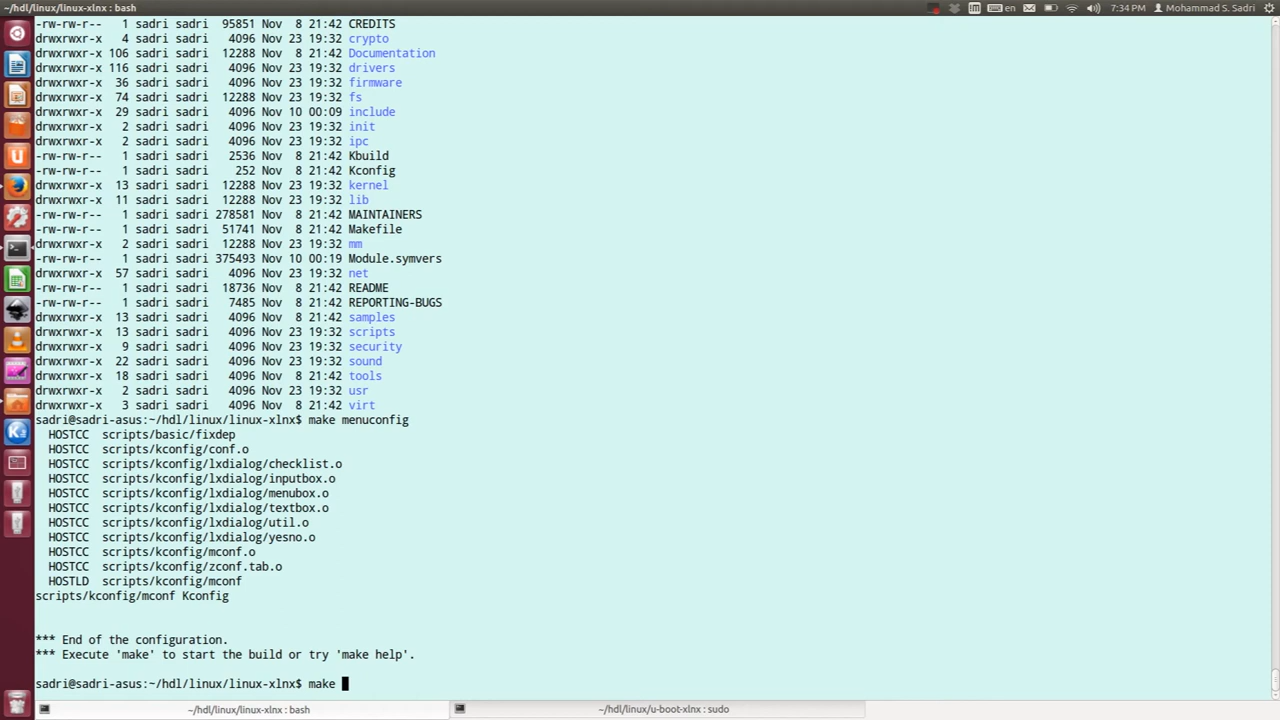 ~/hdl/linux/linux-xlnx : bash
en
7:34 PM
Mohammad S. Sadri
-rw-rw-r-- 1 sadri sadri 95851 Nov 8 21:42 CREDITS
drwxrwxr-x 4 sadri sadri 4096 Nov 23 19:32 crypto
drwxrwxr-x 106 sadri sadri 12288 Nov 8 21:42 Documentation
drwxrwxr-x 116 sadri sadri 4096 Nov 23 19:32 drivers
drwxrwxr-x 36 sadri sadri 4096 Nov 23 19:32 firmware
drwxrwxr-x 74 sadri sadri 12288 Nov 23 19:32 fs
drwxrwxr-x 29 sadri sadri 4096 Nov 10 00:09 include
drwxrwxr-x 2 sadri sadri 4096 Nov 23 19:32 init
drwxrwxr-x 2 sadri sadri 4096 Nov 23 19:32 ipc
-rw-rw-r-- 1 sadri sadri 2536 Nov 8 21:42 Kbuild
-rw-rw-r-- 1 sadri sadri 252 Nov 8 21:42 Kconfig
drwxrwxr-x 13 sadri sadri 12288 Nov 23 19:32 kernel
drwxrwxr-x 11 sadri sadri 12288 Nov 23 19:32 lib
-rw-rw-r-- 1 sadri sadri 278581 Nov 8 21:42 MAINTAINERS
-rw-rw-r-- 1 sadri sadri 51741 Nov 8 21:42 Makefile
drwxrwxr-x 2 sadri sadri 12288 Nov 23 19:32 mm
-rw-rw-r-- 1 sadri sadri 375493 Nov 10 00:19 Module.symvers
drwxrwxr-x 57 sadri sadri 4096 Nov 23 19:32 net
-rw-rw-r-- 1 sadri sadri 18736 Nov 8 21:42 README
-rw-rw-r-- 1 sadri sadri 7485 Nov 8 21:42 REPORTING-BUGS
drwxrwxr-x 13 sadri sadri 4096 Nov 8 21:42 samples
drwxrwxr-x 13 sadri sadri 4096 Nov 23 19:32 scripts
drwxrwxr-x 9 sadri sadri 4096 Nov 23 19:32 security
drwxrwxr-x 22 sadri sadri 4096 Nov 23 19:32 sound
drwxrwxr-x 18 sadri sadri 4096 Nov 8 21:42 tools
drwxrwxr-x 2 sadri sadri 4096 Nov 23 19:32 usr
drwxrwxr-x 3 sadri sadri 4096 Nov 8 21:42 virt
sadri@sadri-asus:~/hdl/linux/linux-xlnx$ make menuconfig
HOSTCC scripts/basic/fixdep
HOSTCC scripts/kconfig/conf.o
HOSTCC scripts/kconfig/lxdialog/checklist.o
HOSTCC scripts/kconfig/lxdialog/inputbox.o
HOSTCC scripts/kconfig/lxdialog/menubox.o
HOSTCC scripts/kconfig/lxdialog/textbox.o
HOSTCC scripts/kconfig/lxdialog/util.o
HOSTCC scripts/kconfig/lxdialog/yesno.o
HOSTCC scripts/kconfig/mconf.o
HOSTCC scripts/kconfig/zconf.tab.o
HOSTLD scripts/kconfig/mconf
scripts/kconfig/mconf Kconfig
*** End of the configuration.
*** Execute 'make' to start the build or try 'make help'.
sadri@sadri-asus:~/hdl/linux/linux-xlnx$ make
~/hdl/linux/linux-xlnx : bash
~/hdl/linux/u-boot-xlnx : sudo